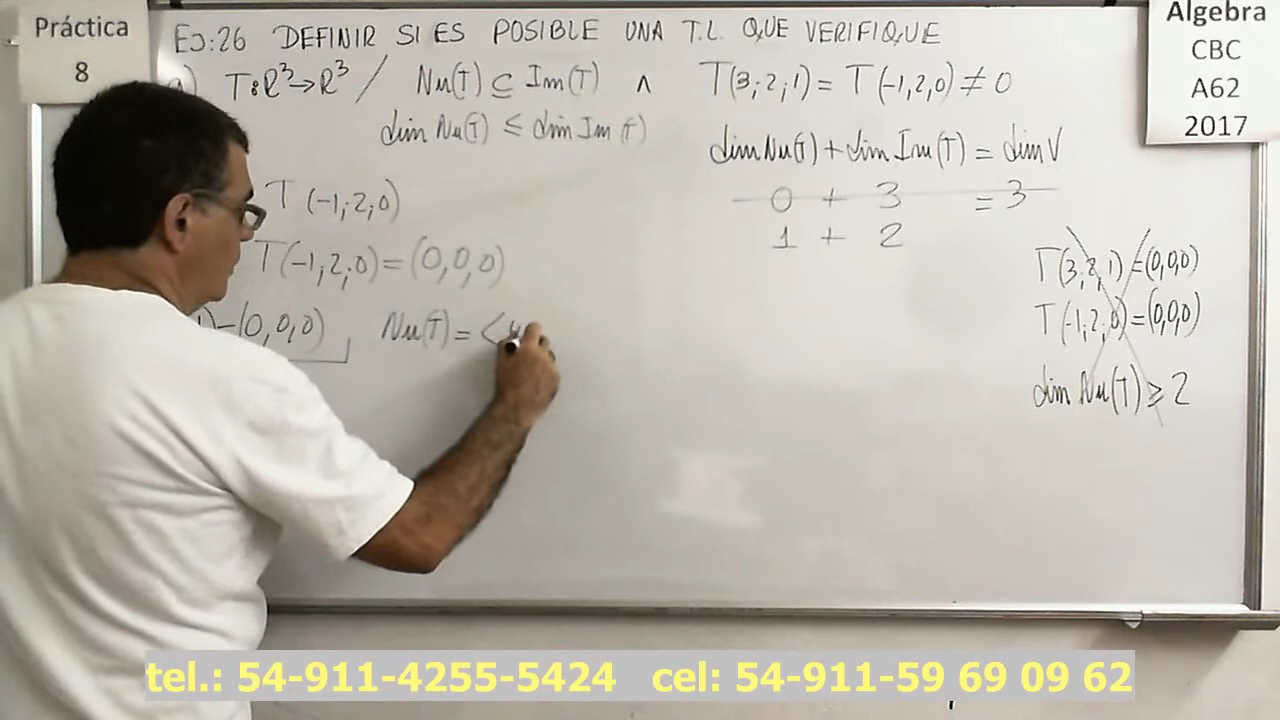 Práctica
8
EJ:26 DEFINIR SI ES POSIBLE UNA T.L. QUE VERIFIQUE
a) T:R³→R³ / Nu(T) ⊆ Im(T) ∧ T(3;2;1) = T(-1,2,0) ≠ 0
dim Nu(T) ≤ dim Im(T)
dim Nu(T) + dim Im(T) = dim V
0 + 3 = 3
1 + 2
T(-1;2,0)
T(-1,2,0) = (0,0,0)
1) = (0,0,0) Nu(T) = <4
T(3,2,1) = (0,0,0)
T(-1,2,0) = (0,0,0)
dim Nu(T) ≥ 2
Algebra
CBC
A62
2017
tel.: 54-911-4255-5424 cel: 54-911-59 69 09 62